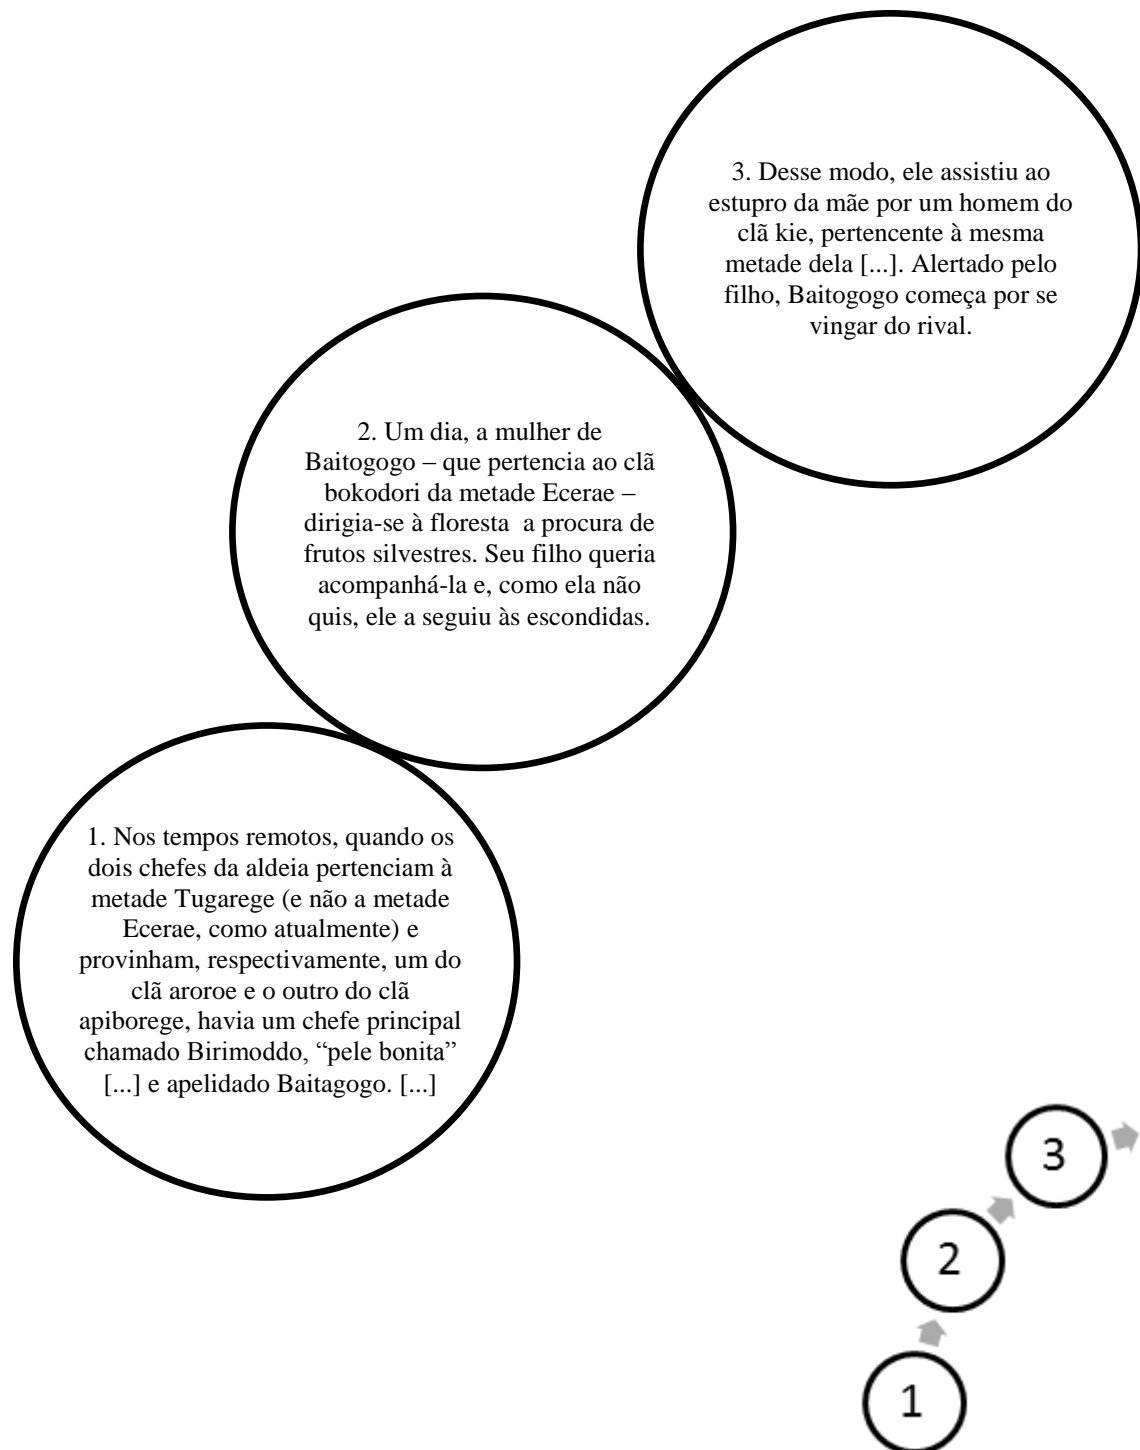 3. Desse modo, ele assistiu ao
estupro da mãe por um homem do
clã kie, pertencente à mesma
metade dela [...]. Alertado pelo
filho, Baitogogo começa por se
vingar do rival.
2. Um dia, a mulher de
Baitogogo – que pertencia ao clã
bokodori da metade Ecerae –
dirigia-se à floresta  a procura de
frutos silvestres. Seu filho queria
acompanhá-la e, como ela não
quis, ele a seguiu às escondidas.
1. Nos tempos remotos, quando os
dois chefes da aldeia pertenciam à
metade Tugarege (e não a metade
Ecerae, como atualmente) e
provinham, respectivamente, um do
clã aroroe e o outro do clã
apiborege, havia um chefe principal
chamado Birimoddo, “pele bonita”
[...] e apelidado Baitagogo. [...]
3
2
1